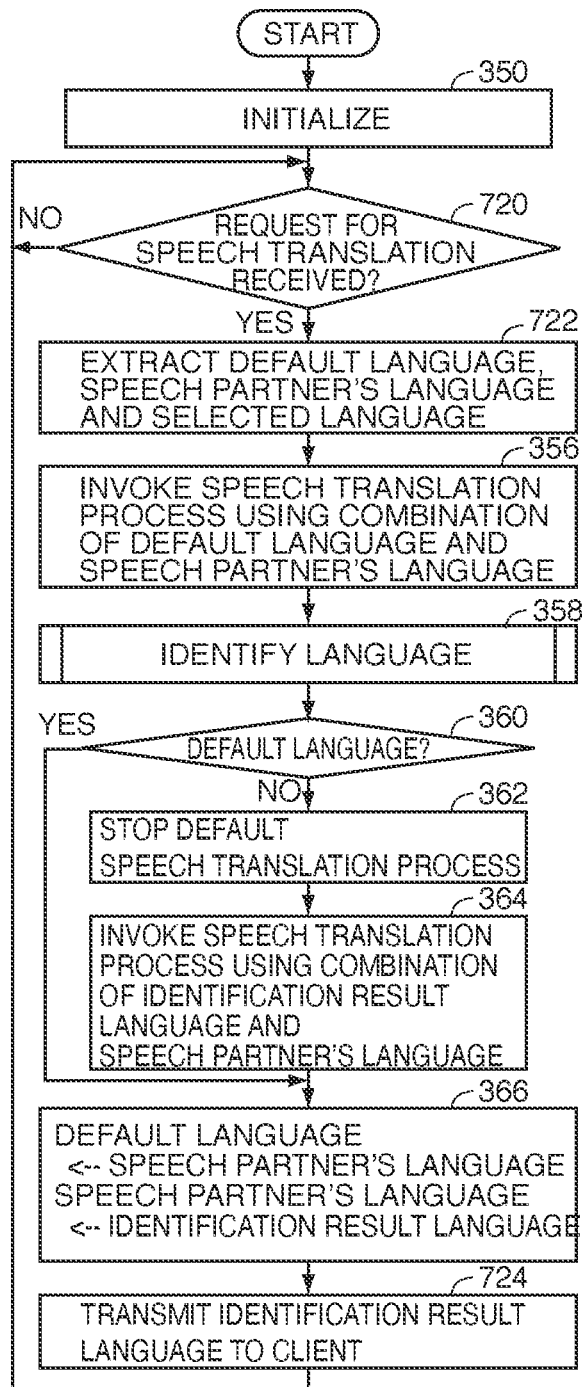 START
350
INITIALIZE
NO
720
REQUEST FOR
SPEECH TRANSLATION
RECEIVED?
YES
722
EXTRACT DEFAULT LANGUAGE,
SPEECH PARTNER'S LANGUAGE
AND SELECTED LANGUAGE
356
INVOKE SPEECH TRANSLATION
PROCESS USING COMBINATION
OF DEFAULT LANGUAGE AND
SPEECH PARTNER'S LANGUAGE
358
IDENTIFY LANGUAGE
YES
360
DEFAULT LANGUAGE?
NO
362
STOP DEFAULT
SPEECH TRANSLATION PROCESS
364
INVOKE SPEECH TRANSLATION
PROCESS USING COMBINATION
OF IDENTIFICATION RESULT
LANGUAGE AND
SPEECH PARTNER'S LANGUAGE
366
DEFAULT LANGUAGE
<-- SPEECH PARTNER'S LANGUAGE
SPEECH PARTNER'S LANGUAGE
<-- IDENTIFICATION RESULT LANGUAGE
724
TRANSMIT IDENTIFICATION RESULT
LANGUAGE TO CLIENT